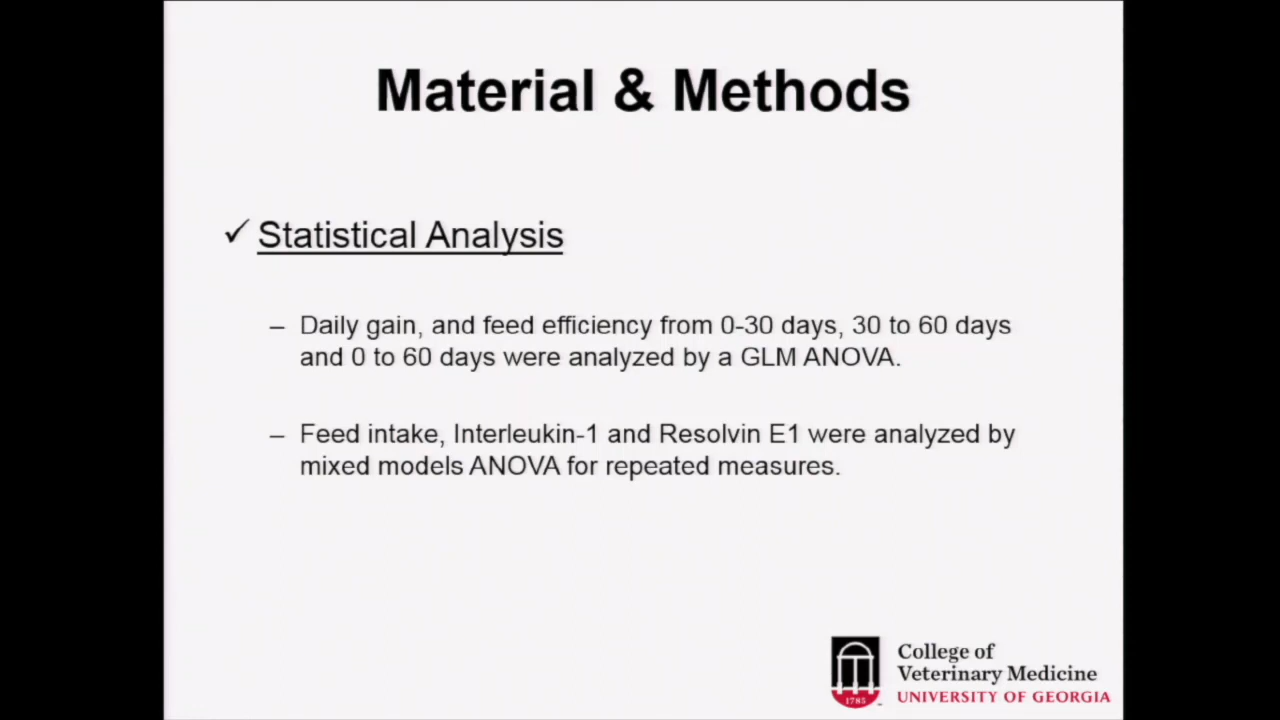 Material & Methods
✓ Statistical Analysis
– Daily gain, and feed efficiency from 0-30 days, 30 to 60 days
and 0 to 60 days were analyzed by a GLM ANOVA.
– Feed intake, Interleukin-1 and Resolvin E1 were analyzed by
mixed models ANOVA for repeated measures.
1785
College of
Veterinary Medicine
UNIVERSITY OF GEORGIA